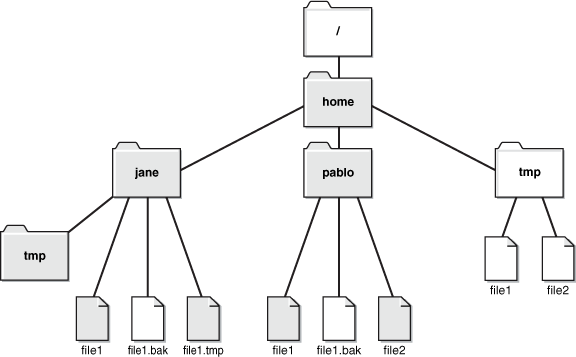 /
home
jane
pablo
tmp
tmp
file1
file2
file1
file1.bak
file1.tmp
file1
file1.bak
file2